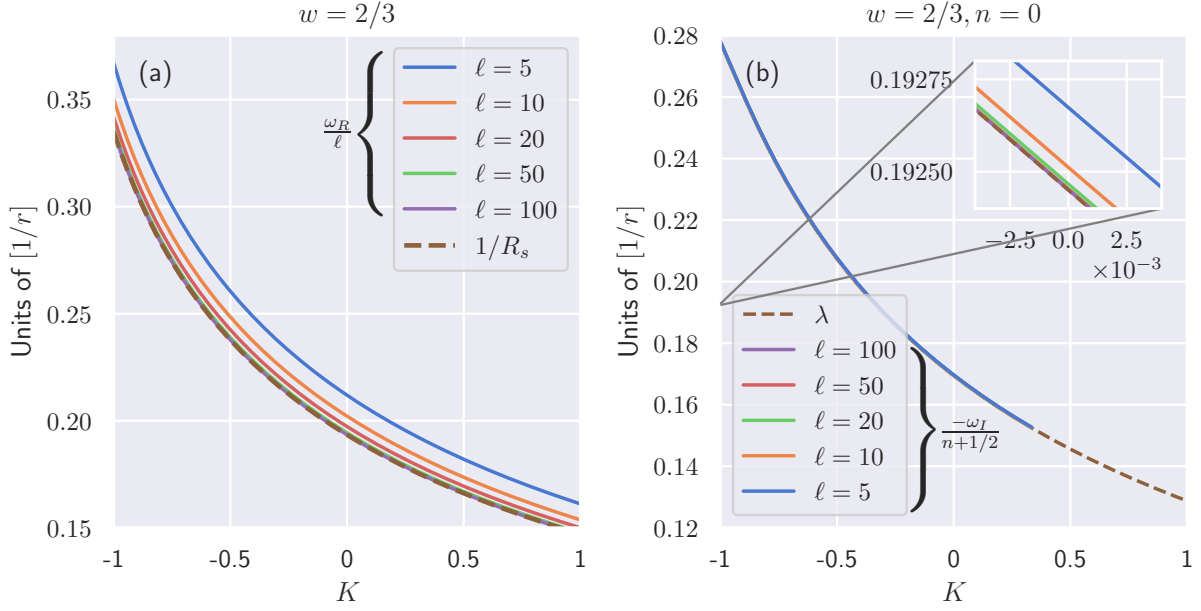 w = 2/3
(a)
ω_R/ℓ
ℓ = 5
ℓ = 10
ℓ = 20
ℓ = 50
ℓ = 100
1/R_s
Units of [1/r]
0.35
0.30
0.25
0.20
0.15
-1
-0.5
0
0.5
1
K
w = 2/3, n = 0
(b)
0.19275
0.19250
−2.5
0.0
2.5
×10⁻³
λ
ℓ = 100
ℓ = 50
ℓ = 20
ℓ = 10
ℓ = 5
−ω_I/n+1/2
Units of [1/r]
0.28
0.26
0.24
0.22
0.20
0.18
0.16
0.14
0.12
-1
-0.5
0
0.5
1
K